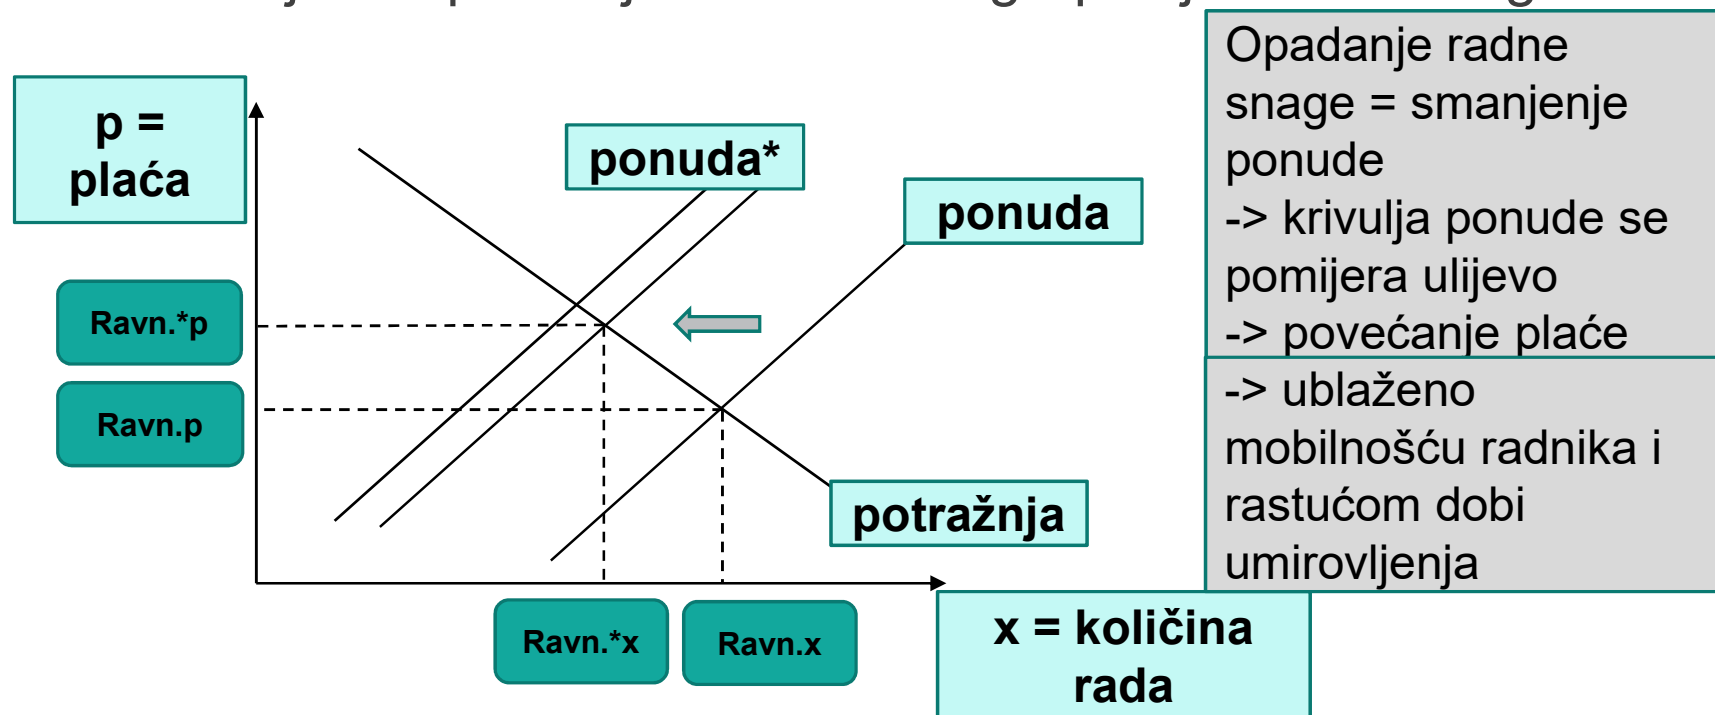 p =
plaća
ponuda*
ponuda
Ravn.*p
Ravn.p
potražnja
Ravn.*x
Ravn.x
x = količina
rada
Opadanje radne
snage = smanjenje
ponude
-> krivulja ponude se
pomijera ulijevo
-> povećanje plaće
-> ublaženo
mobilnošću radnika i
rastućom dobi
umirovljenja